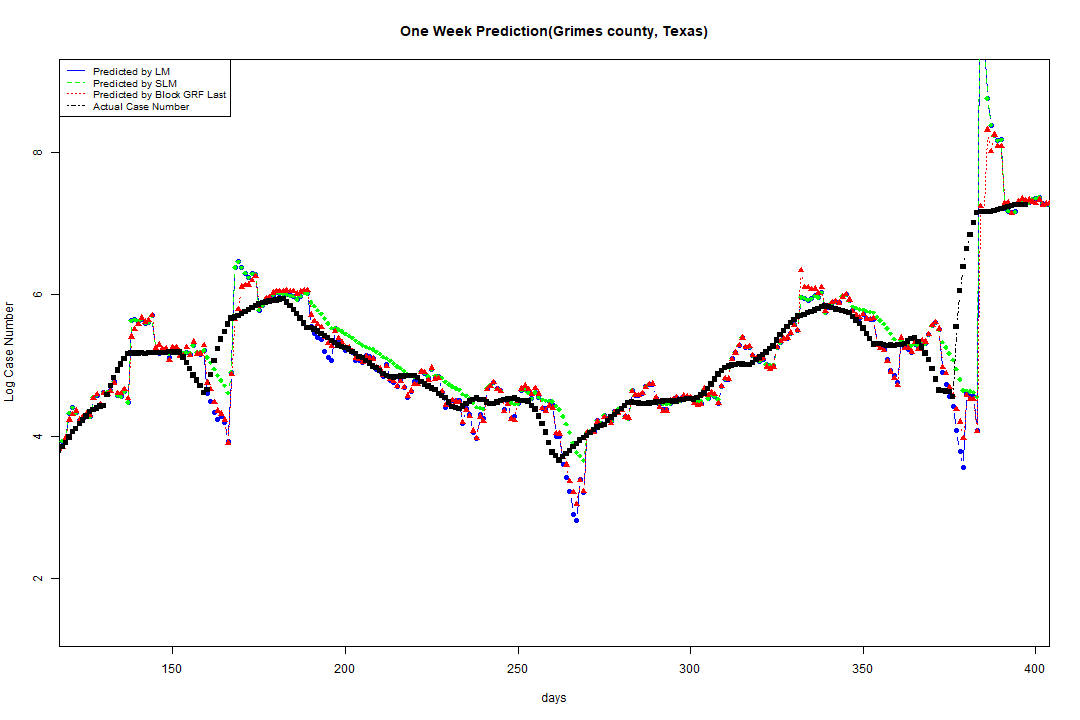 One Week Prediction(Grimes county, Texas)
Predicted by LM
Predicted by SLM
Predicted by Block GRF Last
Actual Case Number
Log Case Number
8
6
4
2
150 200 250 300 350 400
days